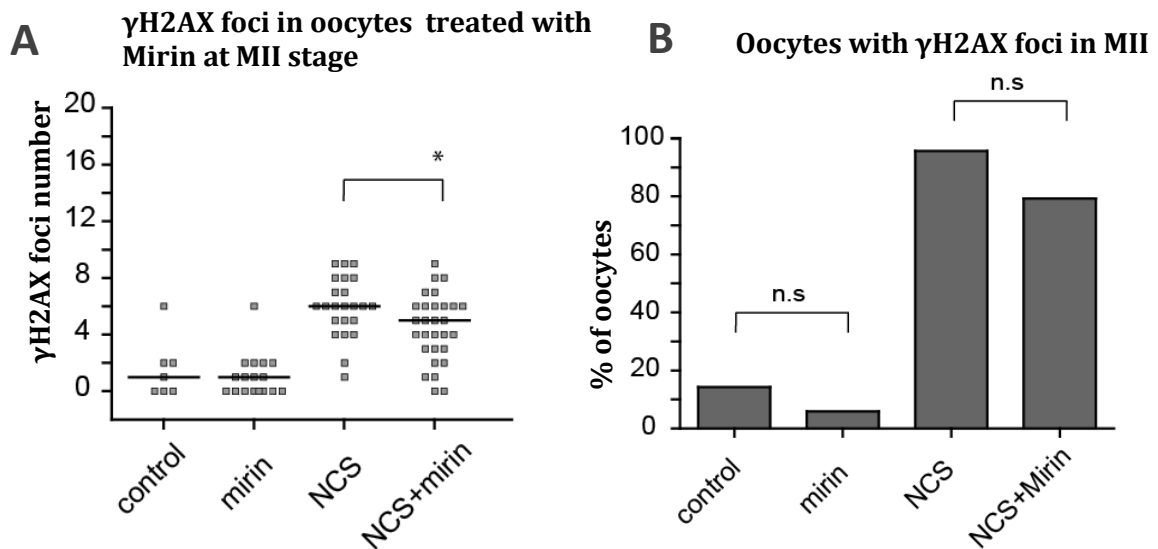 A
γH2AX foci in oocytes treated with
Mirin at MII stage
γH2AX foci number
20
16
12
8
4
0
*
control
mirin
NCS
NCS+mirin
B
Oocytes with γH2AX foci in MII
% of oocytes
100
80
60
40
20
0
n.s
n.s
control
mirin
NCS
NCS+Mirin